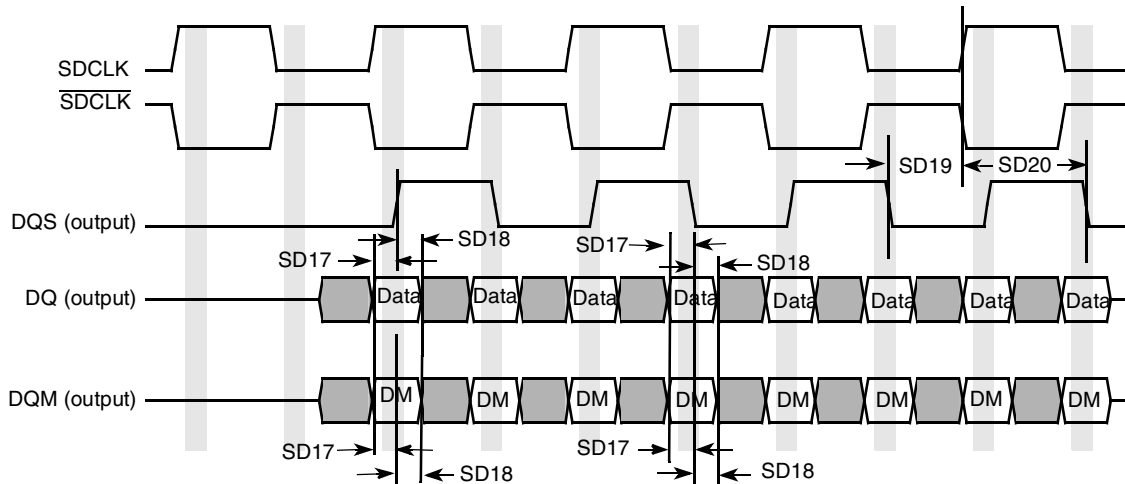 SDCLK
SDCLK
SD19 SD20
DQS (output)
SD18 SD17
SD17 SD18
DQ (output) Data Data Data Data Data Data Data Data
DQM (output) DM DM DM DM DM DM DM DM
SD17 SD17
SD18 SD18